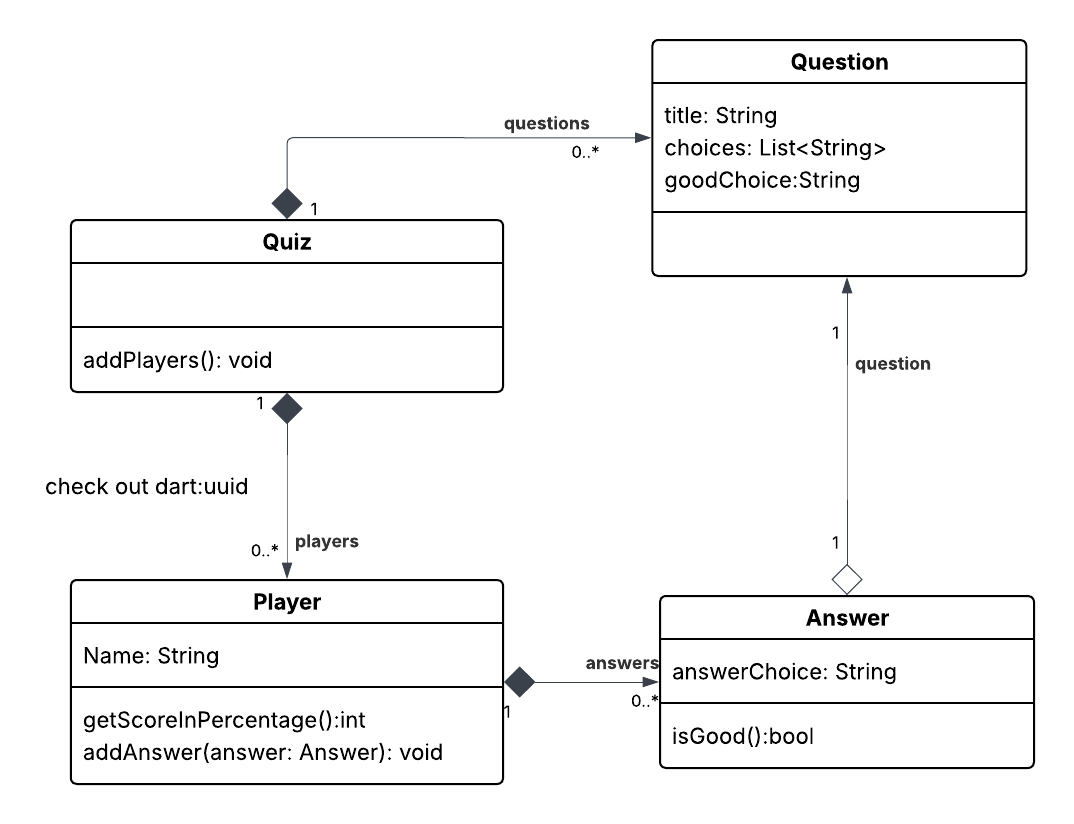 Question
title: String
choices: List<String>
goodChoice:String
questions
0..*
1
Quiz
addPlayers(): void
1
check out dart:uuid
0..*
players
Player
Name: String
getScoreInPercentage():int
addAnswer(answer: Answer): void
1
answers
0..*
1
question
1
Answer
answerChoice: String
isGood():bool